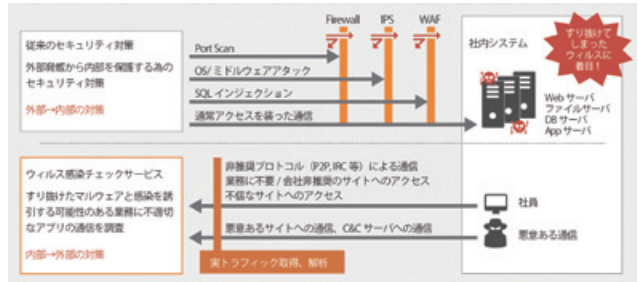 Firewall
IPS
WAF
従来のセキュリティ対策
外部脅威から内部を保護する為の
セキュリティ対策
外部→内部の対策
Port Scan
OS/ミドルウェアアタック
SQL インジェクション
通常アクセスを装った通信
社内システム
すり抜けて
しまった
ウィルスに
着目！
Web サーバ
ファイルサーバ
DB サーバ
App サーバ
ウィルス感染チェックサービス
すり抜けたマルウェアと感染を誘
引する可能性のある業務に不適切
なアプリの通信を調査
内部→外部の対策
非推奨プロトコル（P2P,IRC 等）による通信
業務に不要 / 会社非推奨のサイトへのアクセス
不信なサイトへのアクセス
悪意あるサイトへの通信、C&C サーバへの通信
実トラフィック取得、解析
社員
悪意ある通信